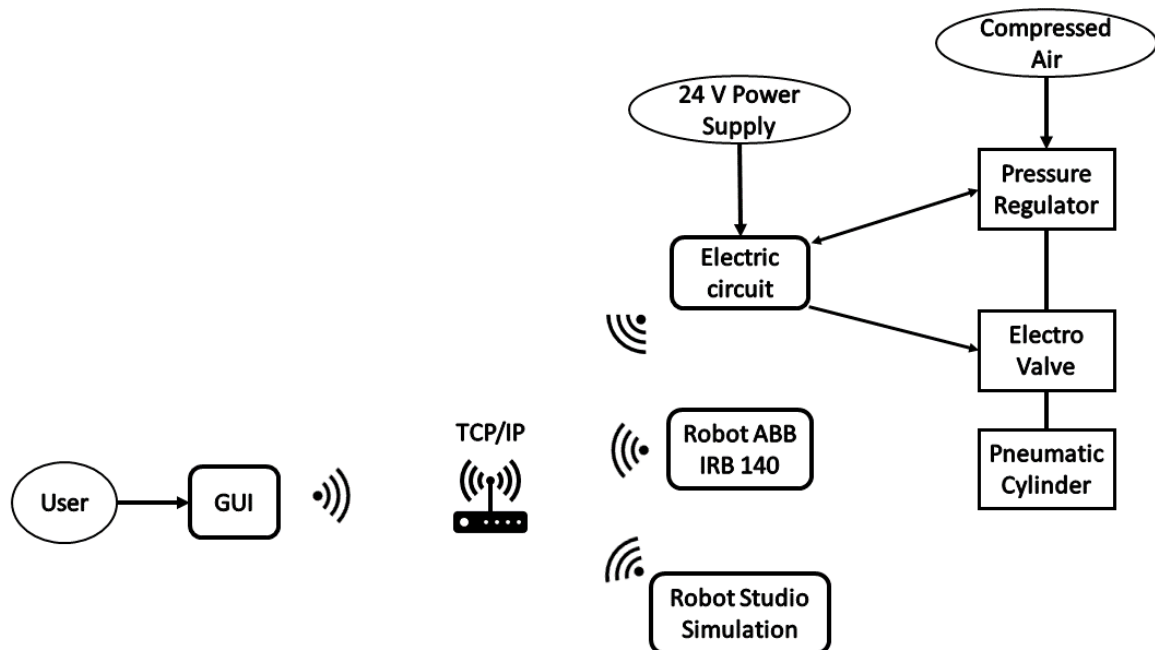 Compressed
Air
24 V Power
Supply
Pressure
Regulator
Electric
circuit
Electro
Valve
TCP/IP
Robot ABB
IRB 140
Pneumatic
Cylinder
User
GUI
Robot Studio
Simulation